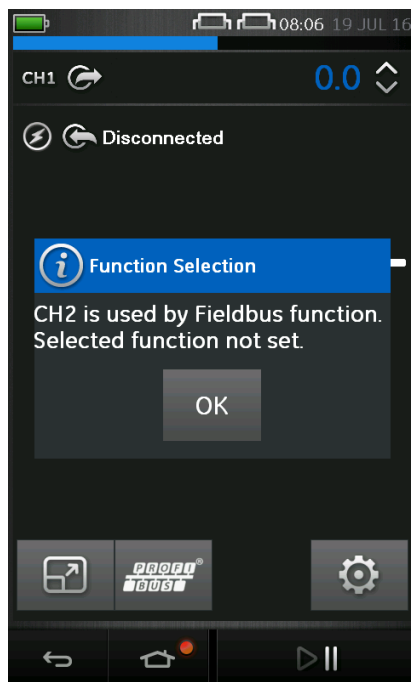 08:06 19 JUL 16
CH1 0.0
Disconnected
Function Selection
CH2 is used by Fieldbus function.
Selected function not set.
OK
PROFI®
BUS